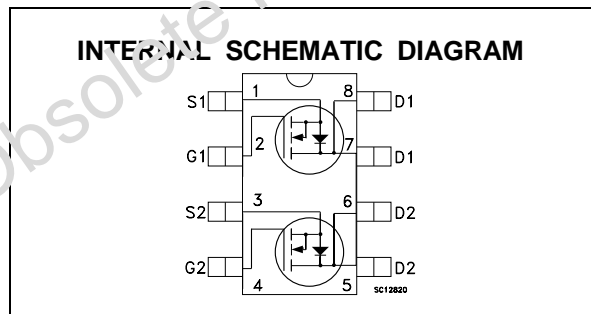 INTERNAL SCHEMATIC DIAGRAM
Obsolete
S1 1 8 D1
G1 2 7 D1
S2 3 6 D2
G2 4 5 D2
SC12820